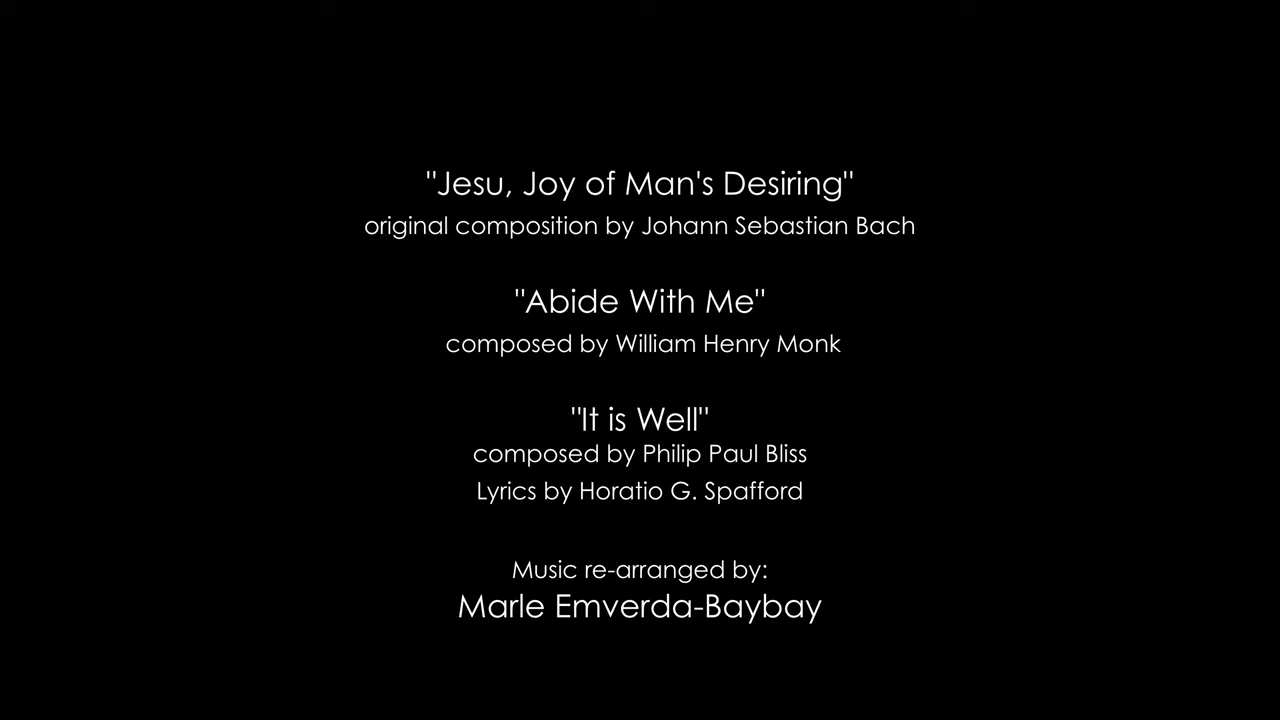 "Jesu, Joy of Man's Desiring"
original composition by Johann Sebastian Bach
"Abide With Me"
composed by William Henry Monk
"It is Well"
composed by Philip Paul Bliss
Lyrics by Horatio G. Spafford
Music re-arranged by:
Marle Emverda-Baybay